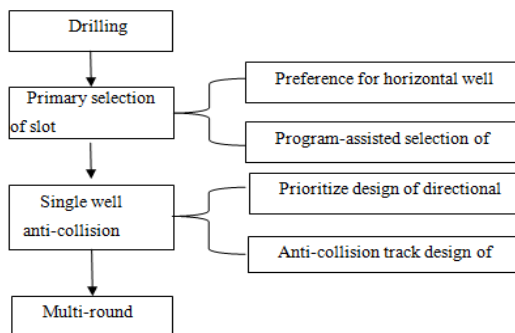 Drilling
Primary selection
of slot
Preference for horizontal well
Program-assisted selection of
Single well
anti-collision
Prioritize design of directional
Anti-collision track design of
Multi-round